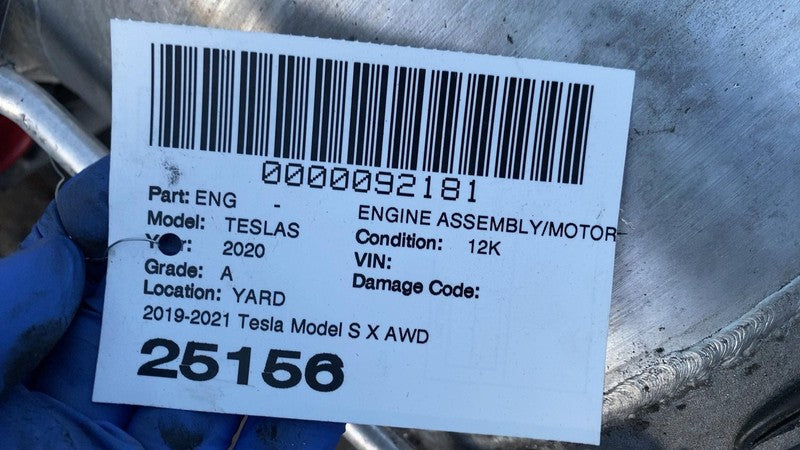 0000092181
Part: ENG - ENGINE ASSEMBLY/MOTOR-
Model: TESLAS Condition: 12K
2020 VIN:
Grade: A Damage Code:
Location: YARD
2019-2021 Tesla Model S X AWD
25156